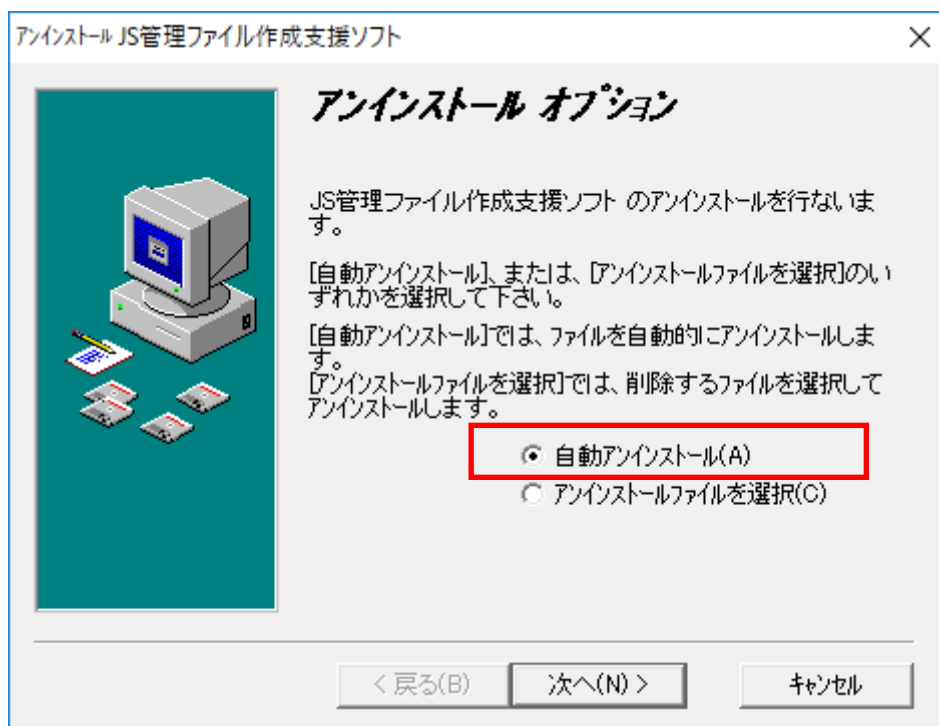 アンインストール JS管理ファイル作成支援ソフト
アンインストール オプション
JS管理ファイル作成支援ソフト のアンインストールを行ないま
す。
[自動アンインストール]、または、[アンインストールファイルを選択]のい
ずれかを選択して下さい。
[自動アンインストール]では、ファイルを自動的にアンインストールしま
す。
[アンインストールファイルを選択]では、削除するファイルを選択して
アンインストールします。
自動アンインストール(A)
アンインストールファイルを選択(C)
< 戻る(B)
次へ(N) >
キャンセル